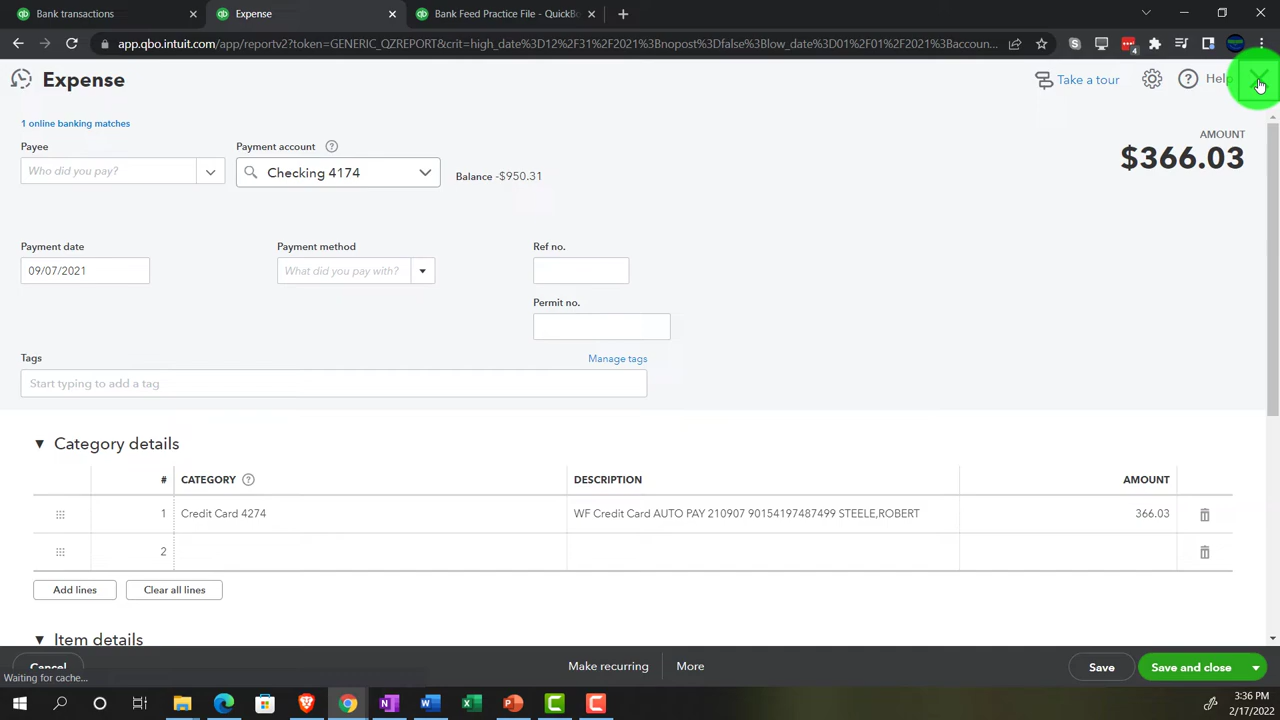 Bank transactions
Expense
Bank Feed Practice File - QuickBo
app.qbo.intuit.com/app/reportv2?token=GENERIC_QZREPORT&crit=high_date%3D12%2F31%2F2021%3Bnopost%3Dfalse%3Blow_date%3D01%2F01%2F2021%3Baccoun...
4
Expense
Take a tour
Help
1 online banking matches
AMOUNT
$366.03
Payee
Payment account
Who did you pay?
Checking 4174
Balance -$950.31
Payment date
Payment method
Ref no.
09/07/2021
What did you pay with?
Permit no.
Tags
Manage tags
Start typing to add a tag
Category details
# CATEGORY DESCRIPTION AMOUNT
1 Credit Card 4274 WF Credit Card AUTO PAY 210907 90154197487499 STEELE,ROBERT 366.03
2
Add lines
Clear all lines
Item details
Cancel
Make recurring
More
Save
Save and close
Waiting for cache...
3:36 PM
2/17/2022